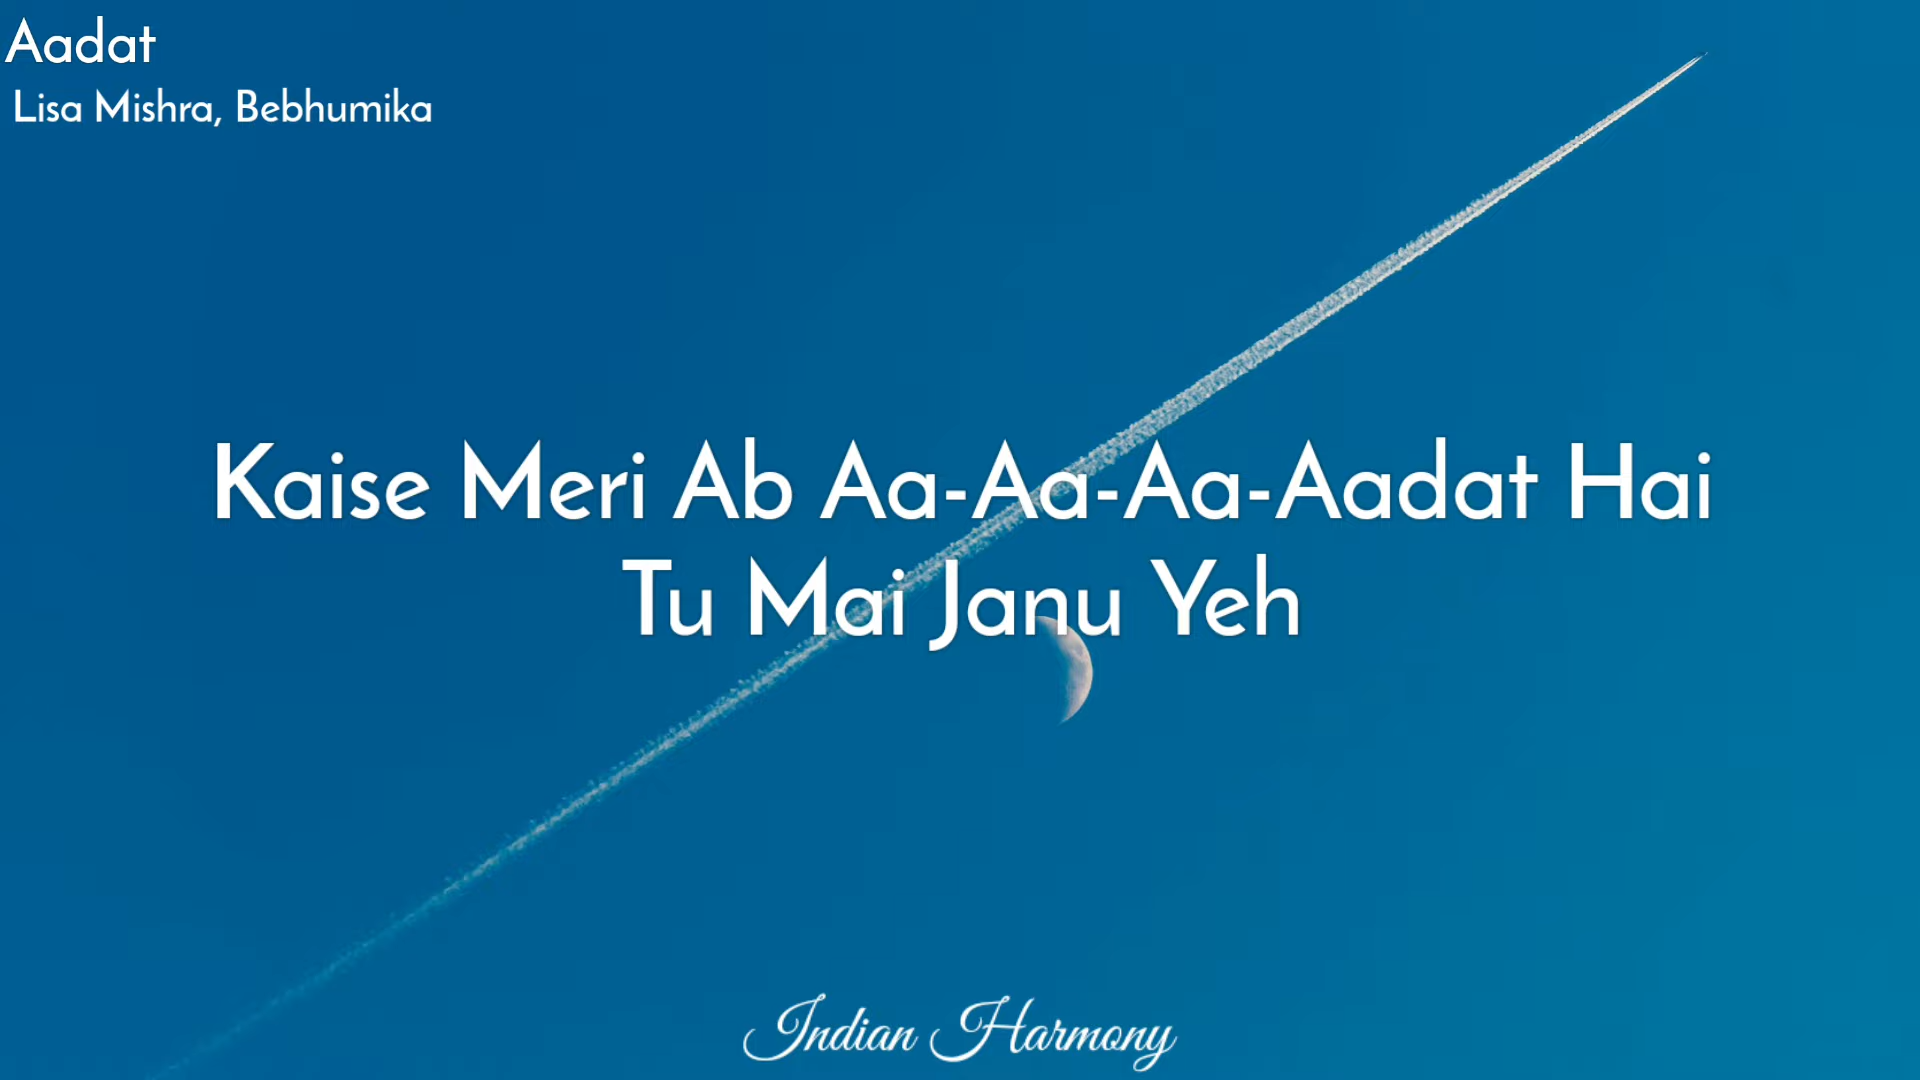 Aadat
Lisa Mishra, Bebhumika
Kaise Meri Ab Aa-Aa-Aa-Aadat Hai
Tu Mai Janu Yeh
Indian Harmony